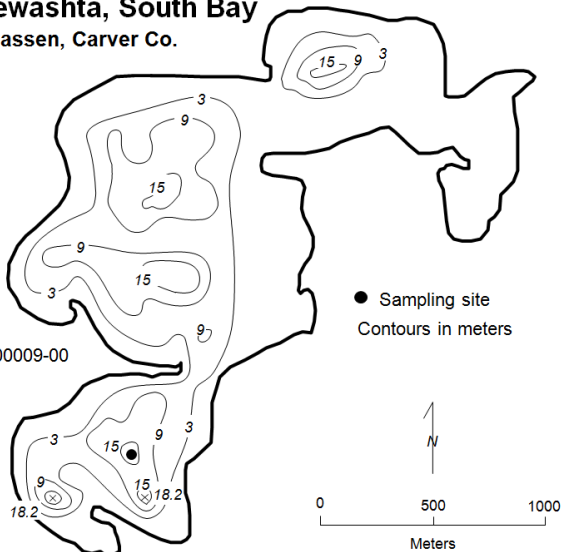 ewashta, South Bay
assen, Carver Co.
3
15 9 3
9
15
9
15
3
9
Sampling site
Contours in meters
00009-00
3
9
3
15
9
15
18.2
18.2
N
0 500 1000
Meters